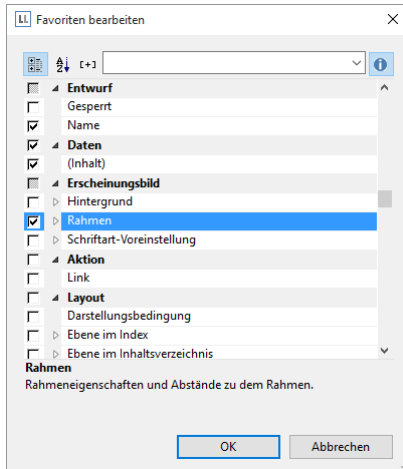 LL Favoriten bearbeiten
[+]
Entwurf
Gesperrt
Name
Daten
(Inhalt)
Erscheinungsbild
Hintergrund
Rahmen
Schriftart-Voreinstellung
Aktion
Link
Layout
Darstellungsbedingung
Ebene im Index
Ebene im Inhaltsverzeichnis
Rahmen
Rahmeneigenschaften und Abstände zu dem Rahmen.
OK Abbrechen